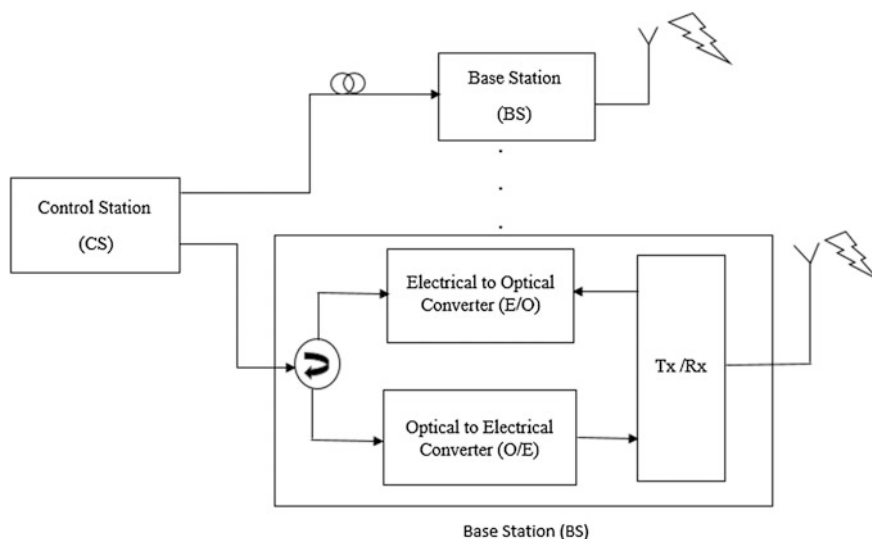 Base Station
(BS)
Control Station
(CS)
Electrical to Optical
Converter (E/O)
Tx /Rx
Optical to Electrical
Converter (O/E)
Base Station (BS)